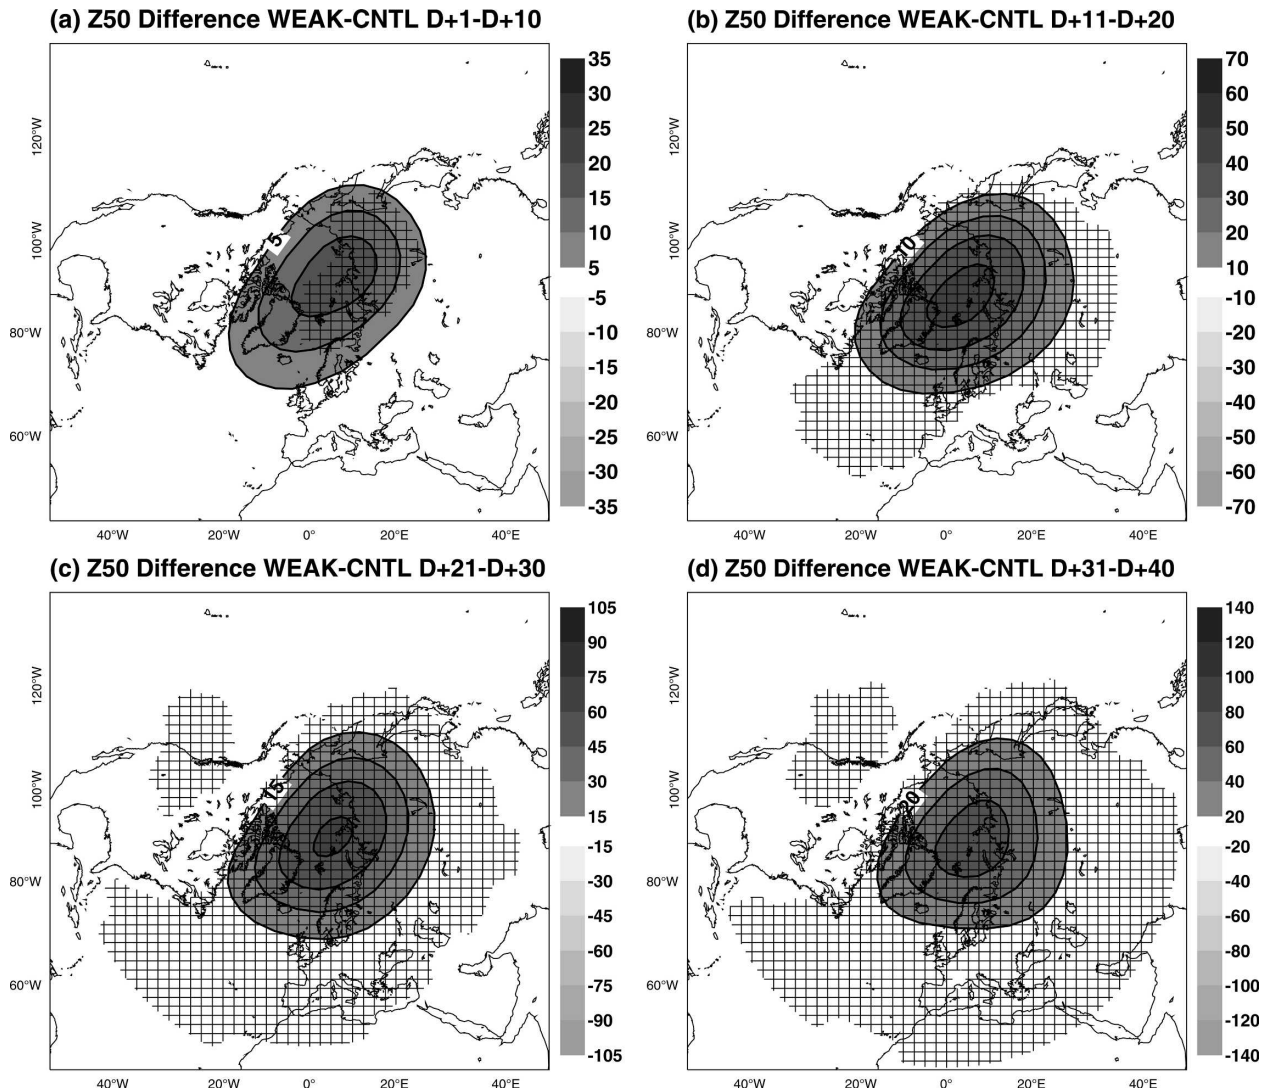 (a) Z50 Difference WEAK-CNTL D+1-D+10
120°W
100°W
80°W
60°W
5
40°W 20°W 0° 20°E 40°E
35
30
25
20
15
10
5
-5
-10
-15
-20
-25
-30
-35
(b) Z50 Difference WEAK-CNTL D+11-D+20
120°W
100°W
80°W
60°W
10
40°W 20°W 0° 20°E 40°E
70
60
50
40
30
20
10
-10
-20
-30
-40
-50
-60
-70
(c) Z50 Difference WEAK-CNTL D+21-D+30
120°W
100°W
80°W
60°W
15
40°W 20°W 0° 20°E 40°E
105
90
75
60
45
30
15
-15
-30
-45
-60
-75
-90
-105
(d) Z50 Difference WEAK-CNTL D+31-D+40
120°W
100°W
80°W
60°W
20
40°W 20°W 0° 20°E 40°E
140
120
100
80
60
40
20
-20
-40
-60
-80
-100
-120
-140